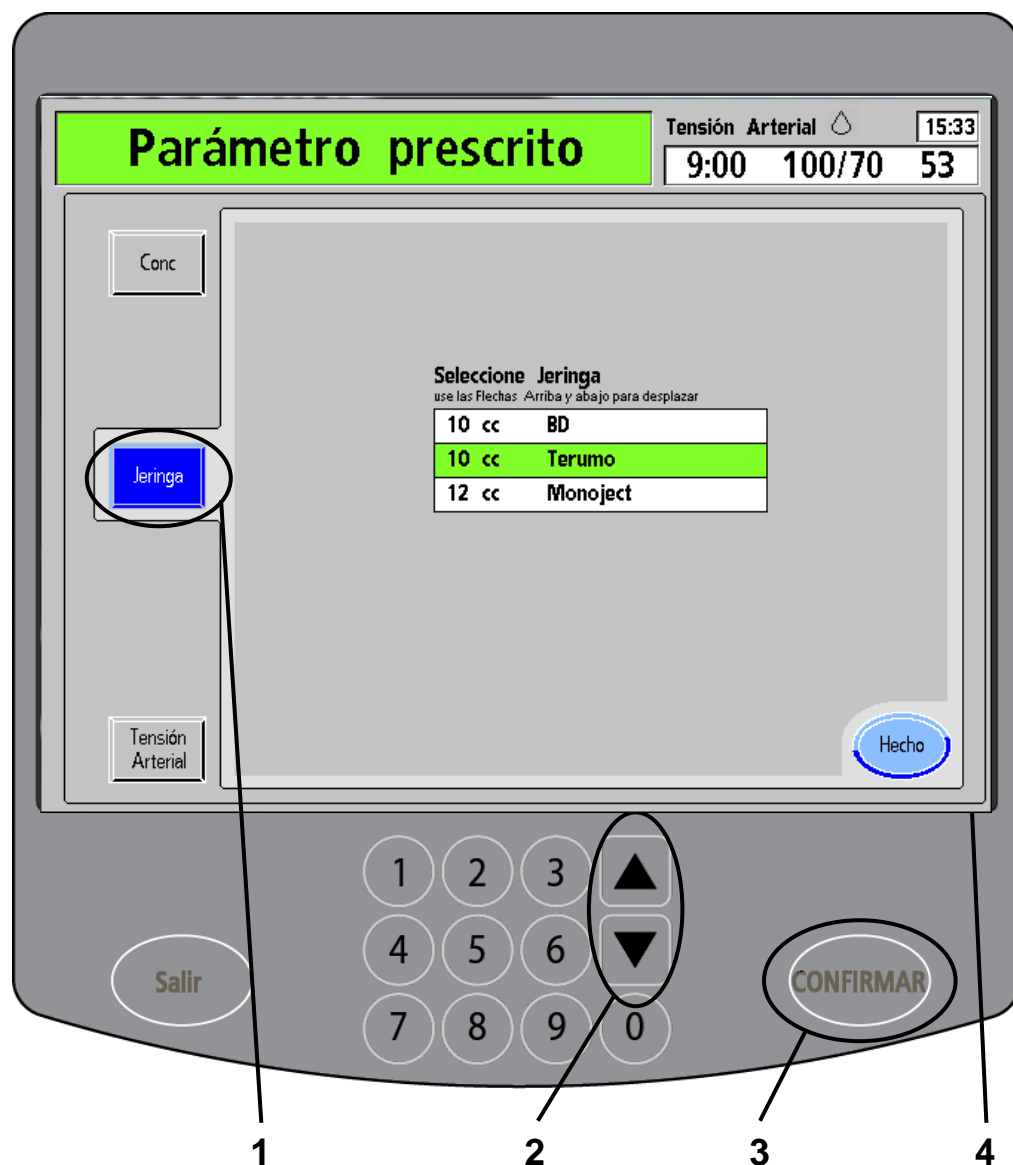 Parámetro prescrito
Tensión Arterial 15:33
9:00 100/70 53
Conc
Seleccione Jeringa
use las Flechas Arriba y abajo para desplazar
10 cc BD
10 cc Terumo
12 cc Monoject
Jeringa
Tensión
Arterial
Hecho
1 2 3
4 5 6
7 8 9 0
Salir
CONFIRMAR
1 2 3 4